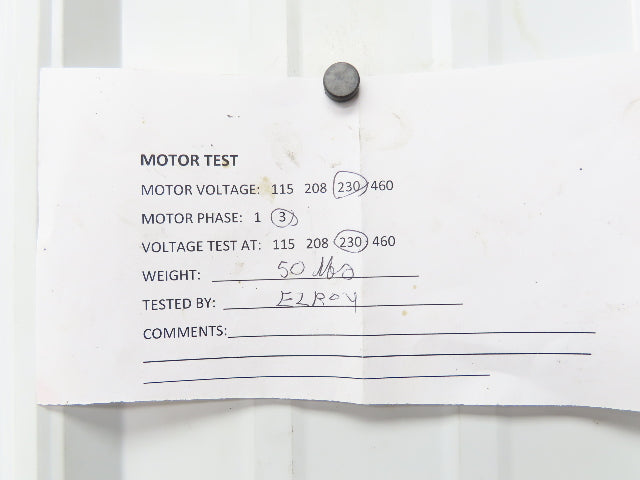 MOTOR TEST
MOTOR VOLTAGE: 115 208 230 460
MOTOR PHASE: 1 3
VOLTAGE TEST AT: 115 208 230 460
WEIGHT: 50 lbs
TESTED BY: ELROY
COMMENTS: